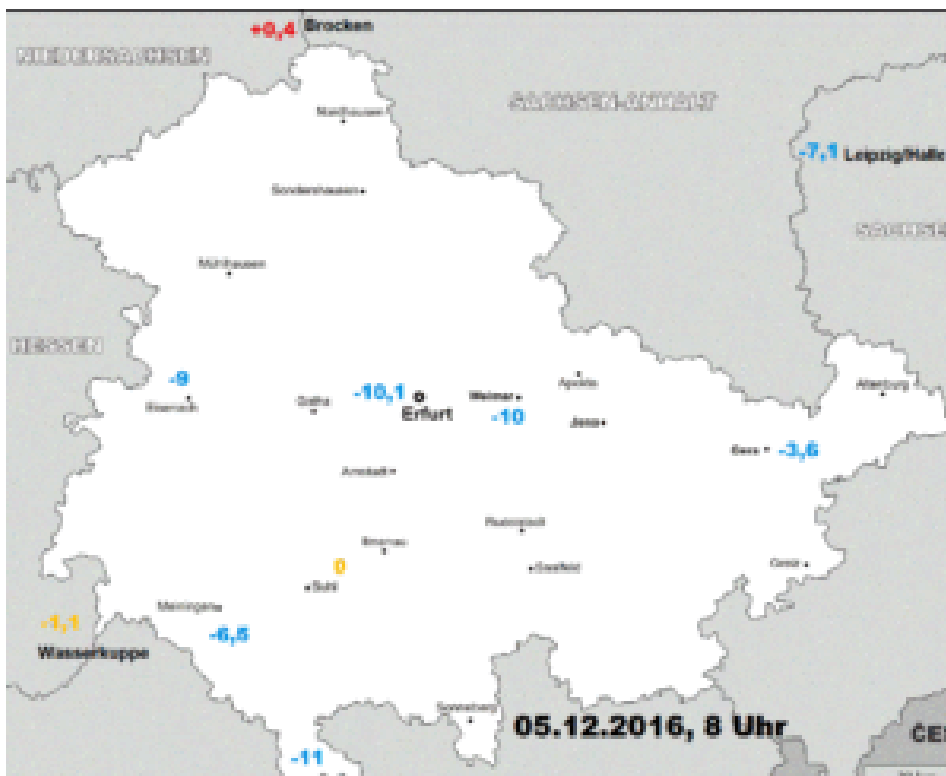 +0,4 Brocken
NIEDERSACHSEN
SACHSEN-ANHALT
Nordhausen
-7,1 Leipzig/Halle
Sondershausen
SACHSE
Mühlhausen
HESSEN
-9
Eisenach
Gotha
-10,1
Erfurt
Weimar
-10
Apolda
Jena
Altenburg
Gera -3,6
Arnstadt
Rudolstadt
Ilmenau
0
Suhl
Saalfeld
Greiz
Meiningen
-1,1
-6,5
Wasserkuppe
Sonneberg
05.12.2016, 8 Uhr
-11